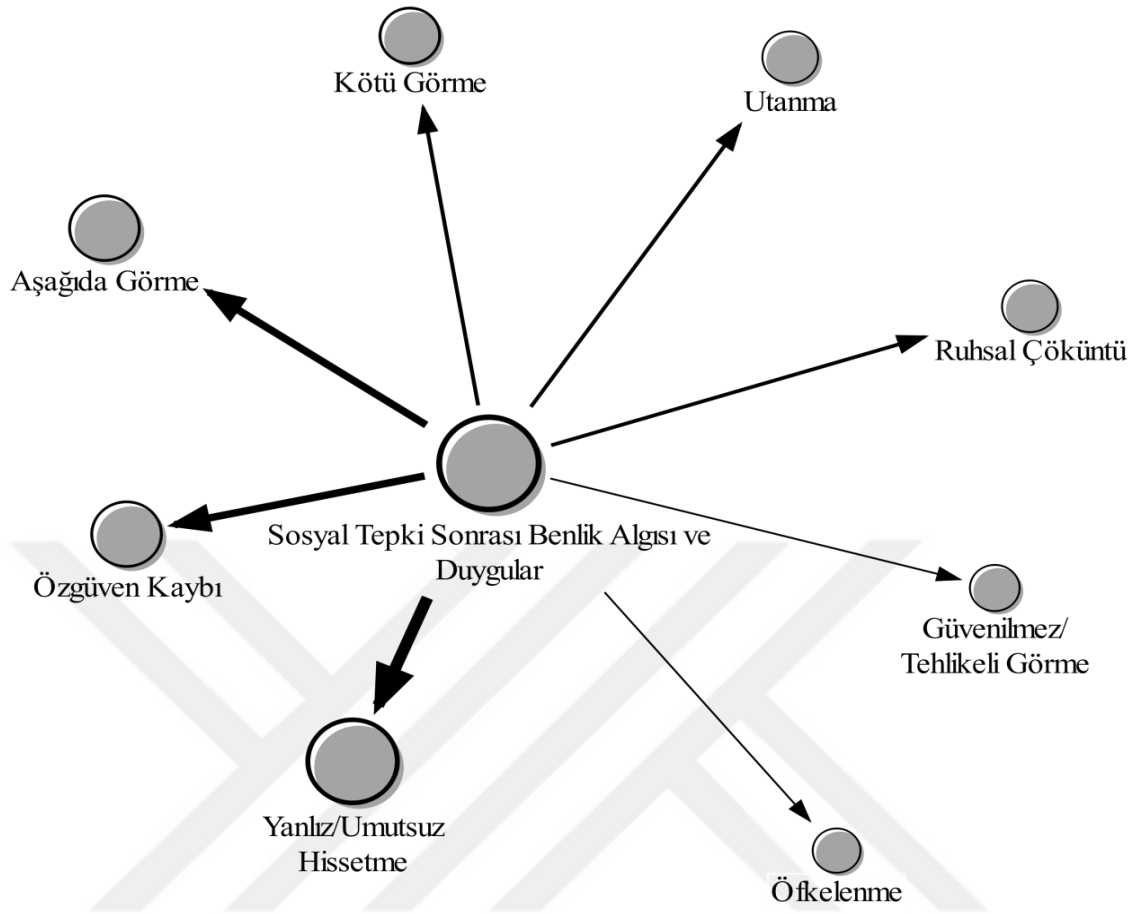 Kötü Görme
Utanma
Aşağıda Görme
Ruhsal Çöküntü
Sosyal Tepki Sonrası Benlik Algısı ve
Duygular
Özgüven Kaybı
Güvenilmez/
Tehlikeli Görme
Yanlız/Umutsuz
Hissetme
Öfkelenme